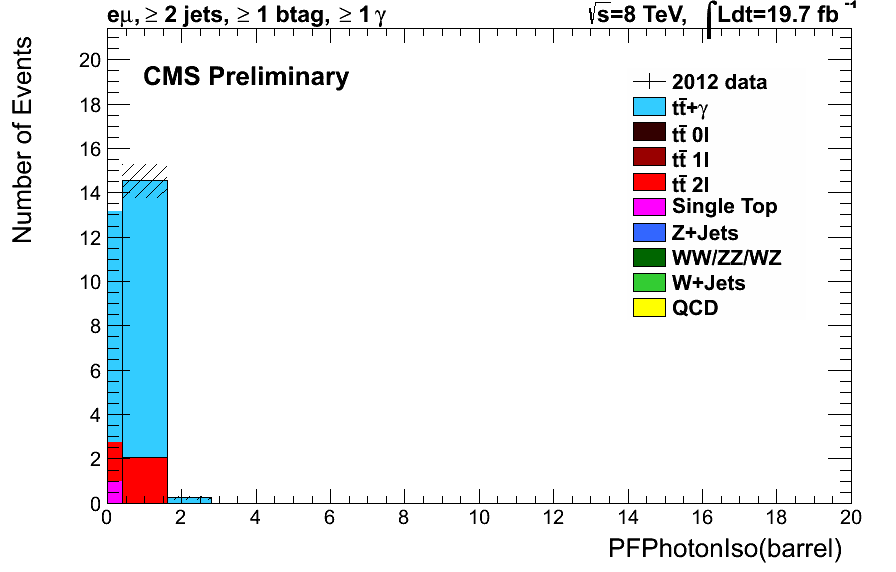 eμ, ≥ 2 jets, ≥ 1 btag, ≥ 1 γ
√s=8 TeV, ∫Ldt=19.7 fb⁻¹
CMS Preliminary
Number of Events
20
18
16
14
12
10
8
6
4
2
0
2012 data
tt̄+γ
tt̄ 0l
tt̄ 1l
tt̄ 2l
Single Top
Z+Jets
WW/ZZ/WZ
W+Jets
QCD
0 2 4 6 8 10 12 14 16 18 20
PFPhotonIso(barrel)